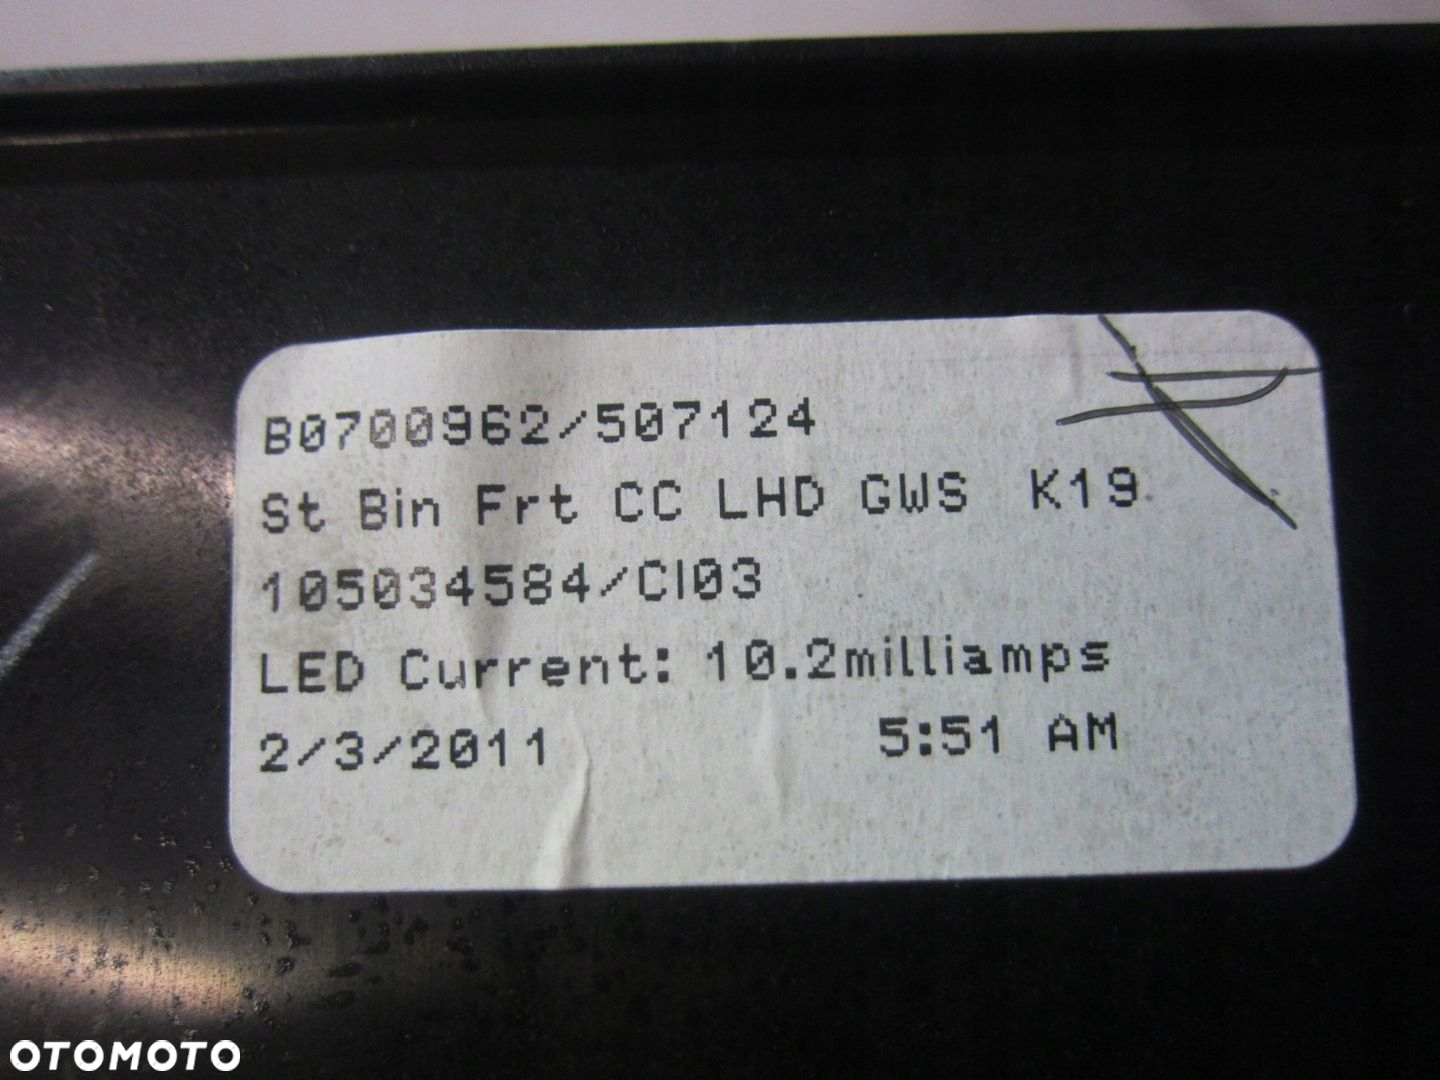 B0700962/507124
St Bin Frt CC LHD GWS K19
105034584/CI03
LED Current: 10.2milliamps
2/3/2011 5:51 AM
OTOMOTO